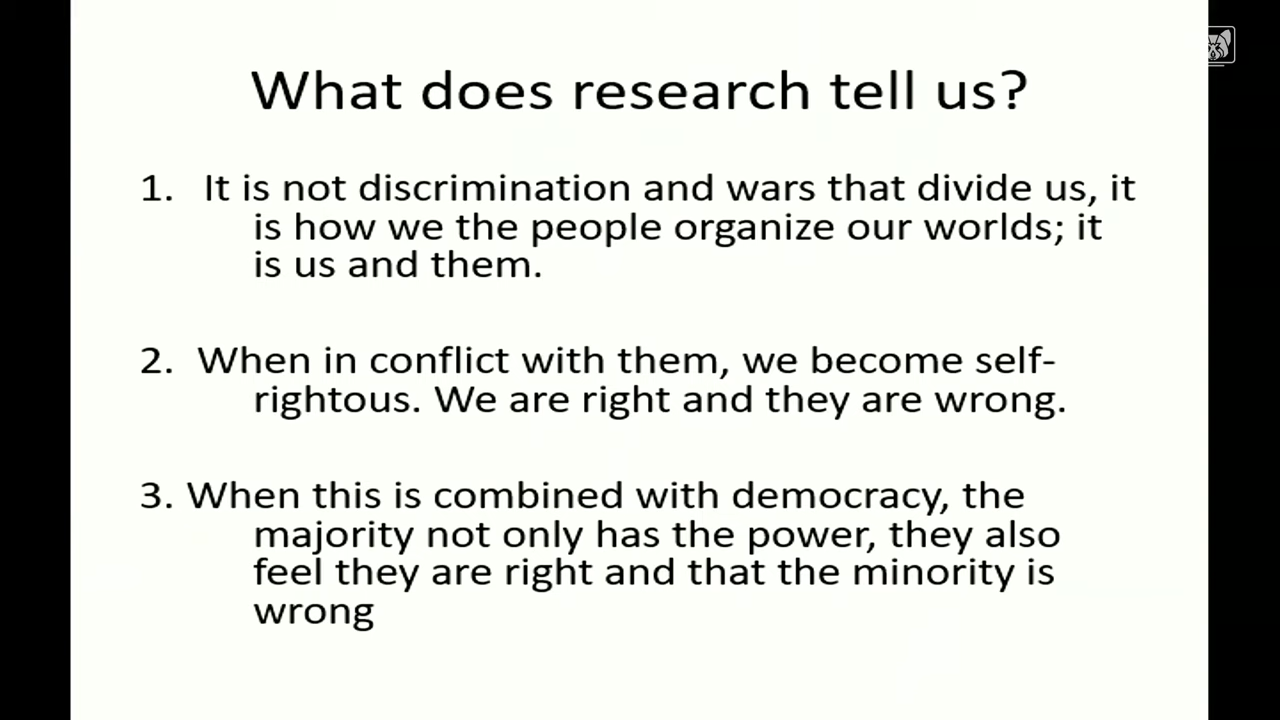 What does research tell us?
1. It is not discrimination and wars that divide us, it
is how we the people organize our worlds; it
is us and them.
2. When in conflict with them, we become self-
rightous. We are right and they are wrong.
3. When this is combined with democracy, the
majority not only has the power, they also
feel they are right and that the minority is
wrong